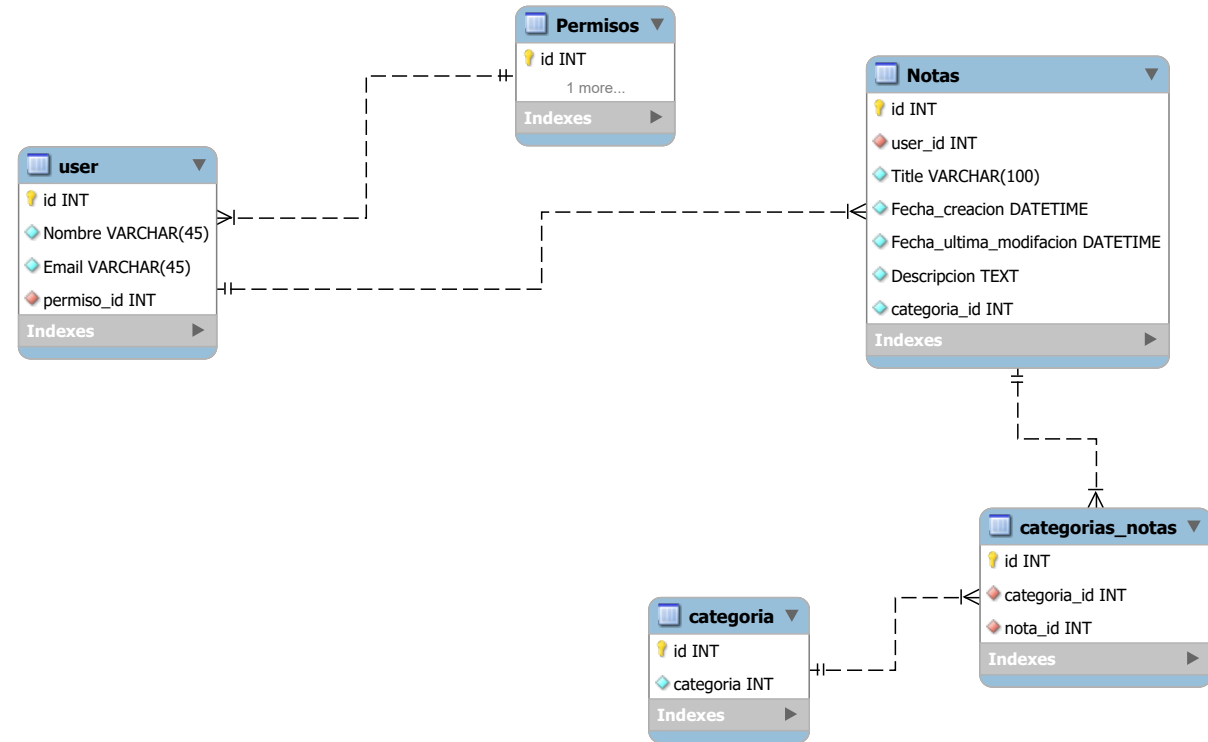 Permisos
id INT
1 more...
Indexes
Notas
id INT
user_id INT
Title VARCHAR(100)
Fecha_creacion DATETIME
Fecha_ultima_modifacion DATETIME
Descripcion TEXT
categoria_id INT
Indexes
user
id INT
Nombre VARCHAR(45)
Email VARCHAR(45)
permiso_id INT
Indexes
categorias_notas
id INT
categoria_id INT
nota_id INT
Indexes
categoria
id INT
categoria INT
Indexes